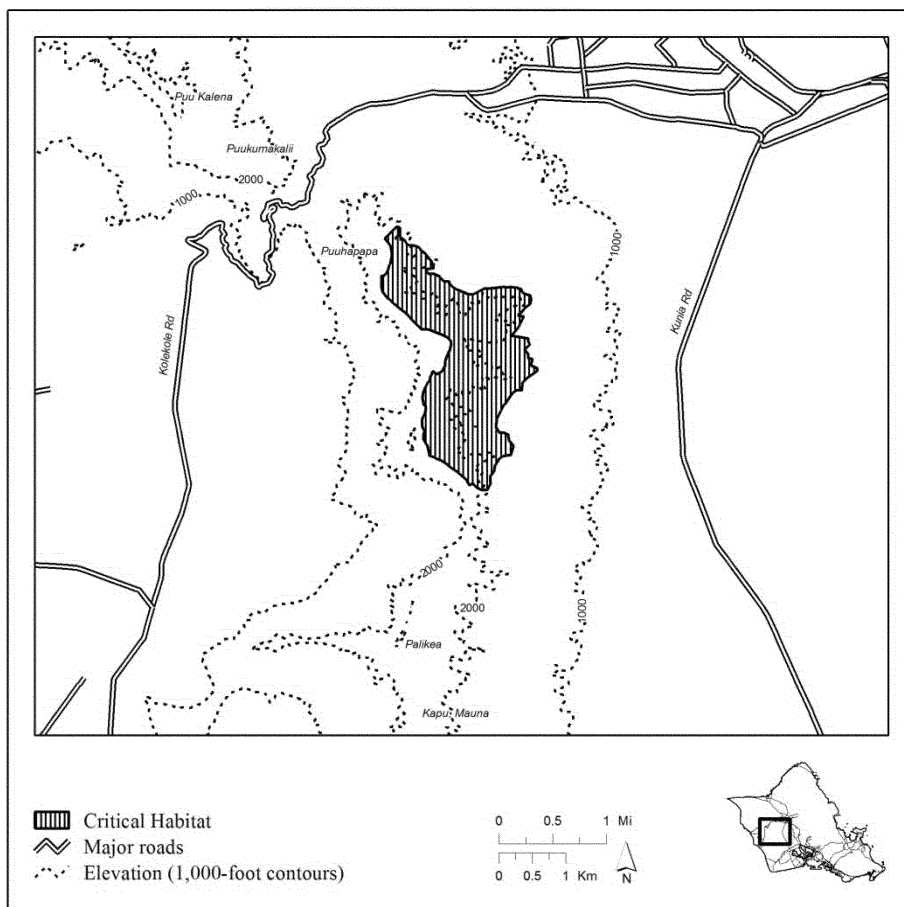 Puu Kalena
Puukumakalii
2000
1000
Puuhapapa
1000
Kolekole Rd
Kunia Rd
2000
2000
1000
Palikea
Kapu Mauna
Critical Habitat
Major roads
Elevation (1,000-foot contours)
0 0.5 1 Mi
0 0.5 1 Km
N